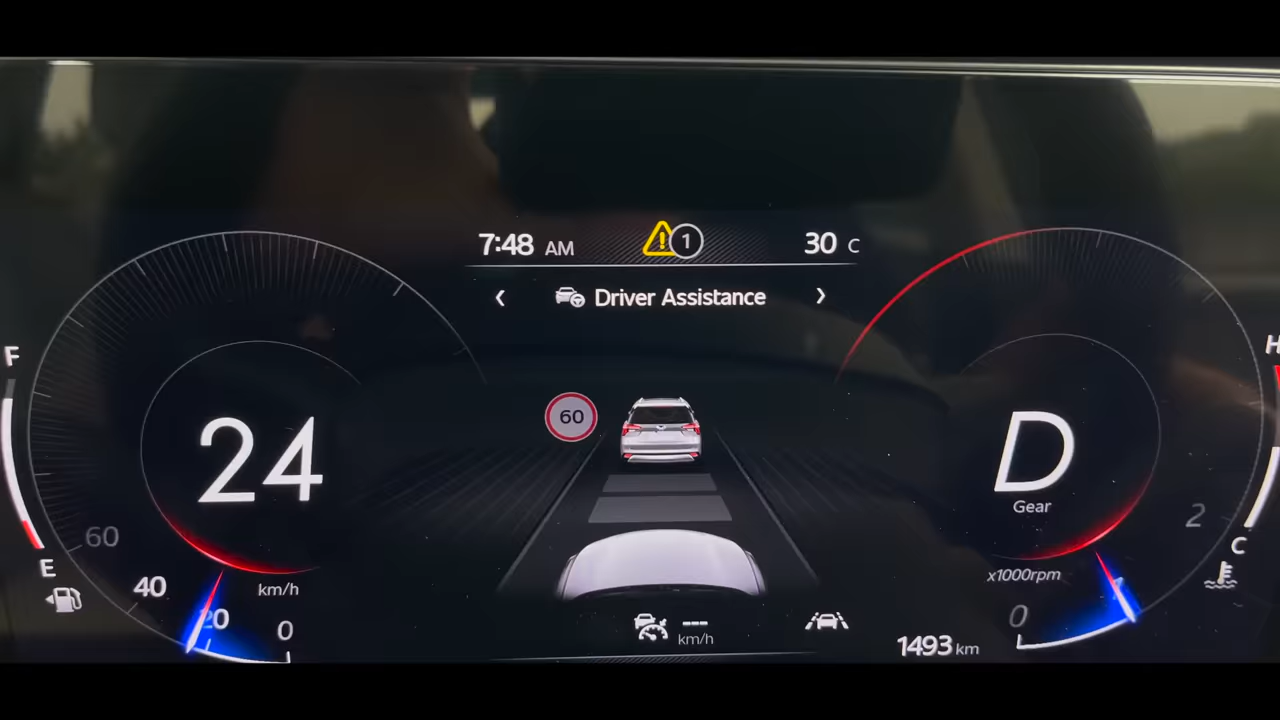 7:48 AM
1
30 C
‹ Driver Assistance ›
F
H
60
24
D
Gear
60
2
E
C
40
km/h
x1000rpm
1
20
0
0
---
km/h
1493 km